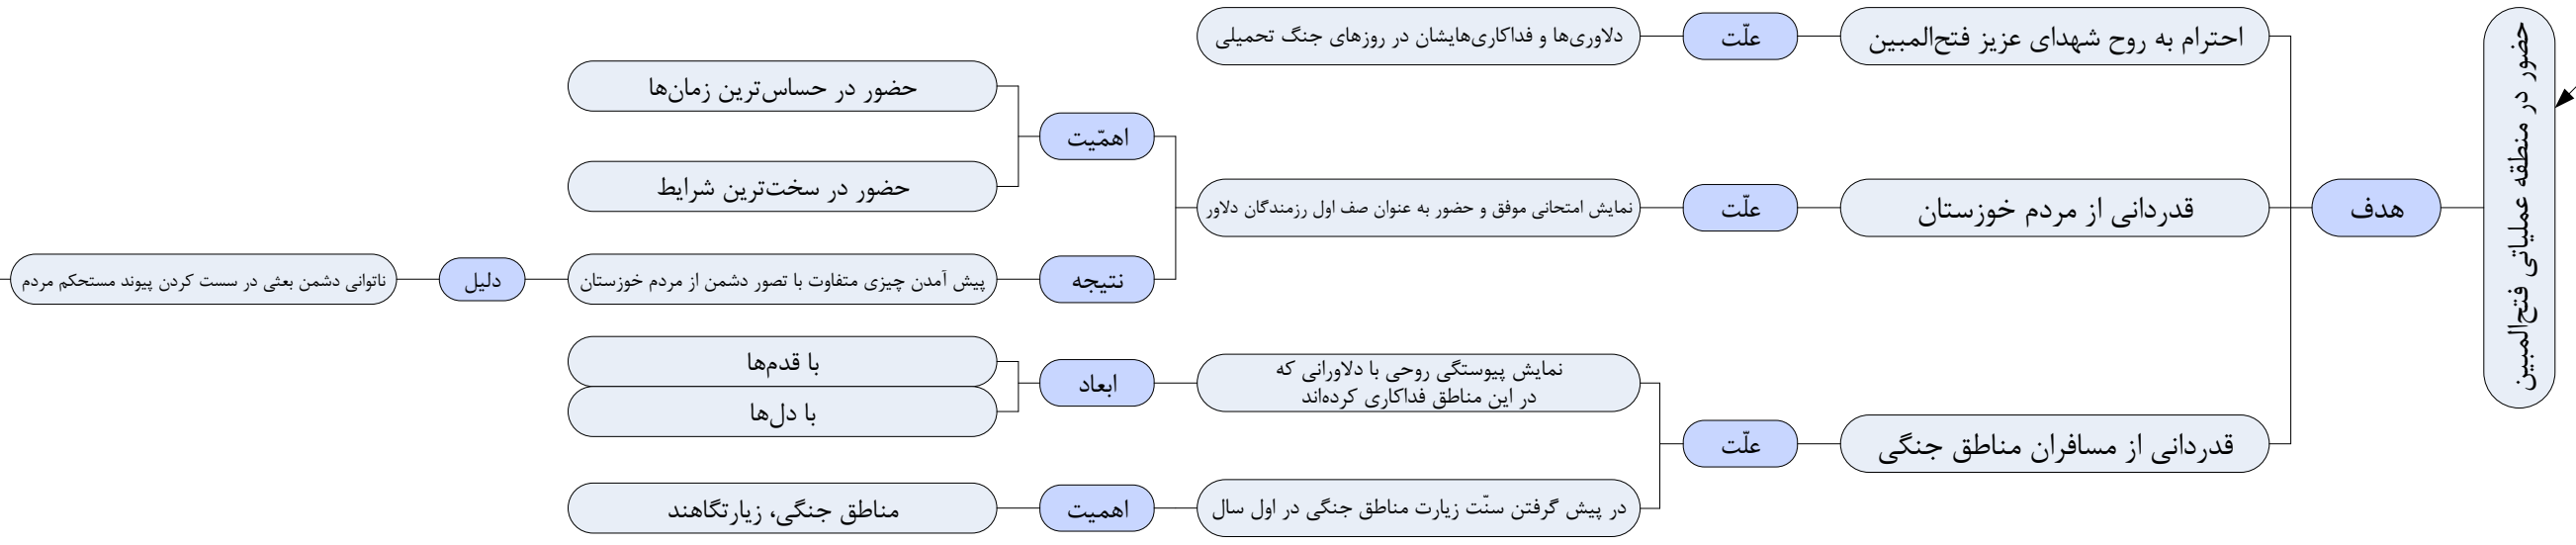 حضور در منطقه عملیاتی فتح‌المبین
هدف
احترام به روح شهدای عزیز فتح‌المبین
علّت
دلاوری‌ها و فداکاری‌هایشان در روزهای جنگ تحمیلی
قدردانی از مردم خوزستان
علّت
نمایش امتحانی موفق و حضور به عنوان صف اول رزمندگان دلاور
اهمّیت
حضور در حساس‌ترین زمان‌ها
حضور در سخت‌ترین شرایط
نتیجه
پیش آمدن چیزی متفاوت با تصور دشمن از مردم خوزستان
دلیل
ناتوانی دشمن بعثی در سست کردن پیوند مستحکم مردم
قدردانی از مسافران مناطق جنگی
علّت
نمایش پیوستگی روحی با دلاورانی که
در این مناطق فداکاری کرده‌اند
ابعاد
با قدم‌ها
با دل‌ها
در پیش گرفتن سنّت زیارت مناطق جنگی در اول سال
اهمیت
مناطق جنگی، زیارتگاهند